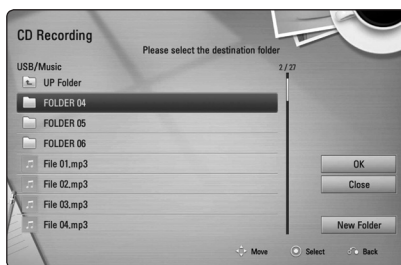 CD Recording
Please select the destination folder
USB/Music 2 / 27
UP Folder
FOLDER 04
FOLDER 05
FOLDER 06
File 01.mp3
OK
File 02.mp3
Close
File 03.mp3
File 04.mp3
New Folder
Move Select Back